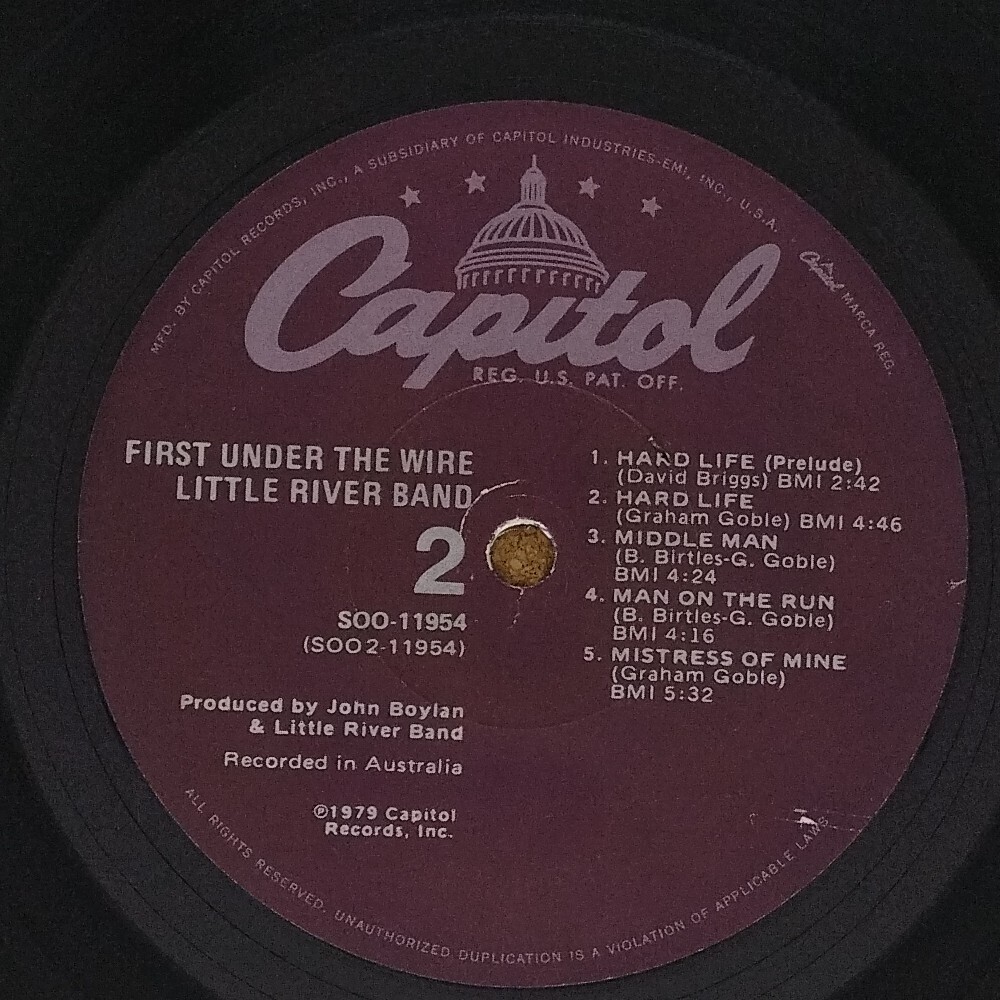 MFD. BY CAPITOL RECORDS, INC., A SUBSIDIARY OF CAPITOL INDUSTRIES-EMI, INC., U.S.A.
Capitol MARCA REG.
Capitol
REG. U.S. PAT. OFF.
FIRST UNDER THE WIRE
LITTLE RIVER BAND
2
SOO-11954
(SOO2-11954)
Produced by John Boylan
& Little River Band
Recorded in Australia
℗1979 Capitol
Records, Inc.
1. HARD LIFE (Prelude)
(David Briggs) BMI 2:42
2. HARD LIFE
(Graham Goble) BMI 4:46
3. MIDDLE MAN
(B. Birtles-G. Goble)
BMI 4:24
4. MAN ON THE RUN
(B. Birtles-G. Goble)
BMI 4:16
5. MISTRESS OF MINE
(Graham Goble)
BMI 5:32
ALL RIGHTS RESERVED. UNAUTHORIZED DUPLICATION IS A VIOLATION OF APPLICABLE LAWS